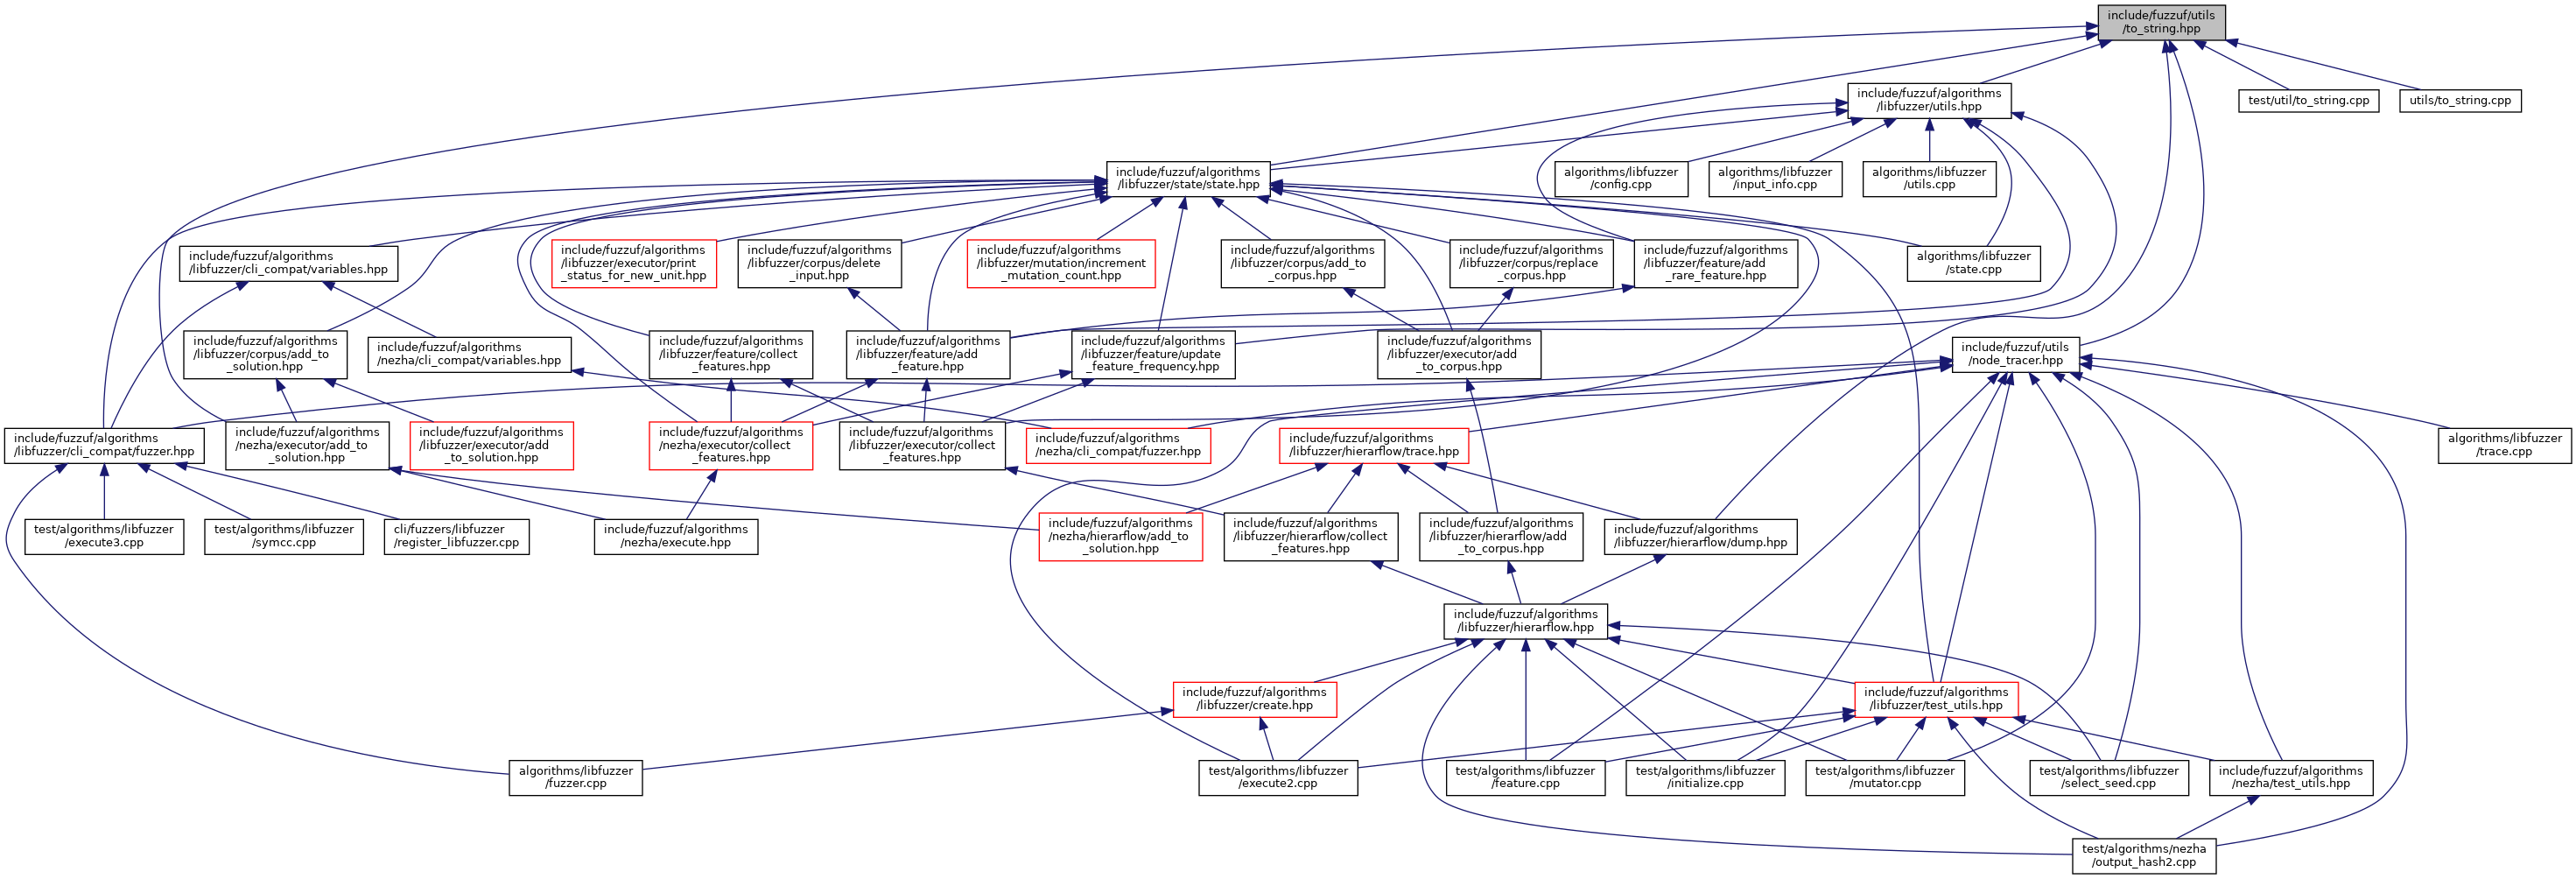 include/fuzzuf/utils
/to_string.hpp
include/fuzzuf/algorithms
/libfuzzer/utils.hpp
test/util/to_string.cpp
utils/to_string.cpp
include/fuzzuf/algorithms
/libfuzzer/state/state.hpp
algorithms/libfuzzer
/config.cpp
algorithms/libfuzzer
/input_info.cpp
algorithms/libfuzzer
/utils.cpp
include/fuzzuf/algorithms
/libfuzzer/cli_compat/variables.hpp
include/fuzzuf/algorithms
/libfuzzer/executor/print
_status_for_new_unit.hpp
include/fuzzuf/algorithms
/libfuzzer/corpus/delete
_input.hpp
include/fuzzuf/algorithms
/libfuzzer/mutation/increment
_mutation_count.hpp
include/fuzzuf/algorithms
/libfuzzer/corpus/add_to
_corpus.hpp
include/fuzzuf/algorithms
/libfuzzer/corpus/replace
_corpus.hpp
include/fuzzuf/algorithms
/libfuzzer/feature/add
_rare_feature.hpp
algorithms/libfuzzer
/state.cpp
include/fuzzuf/algorithms
/libfuzzer/corpus/add_to
_solution.hpp
include/fuzzuf/algorithms
/nezha/cli_compat/variables.hpp
include/fuzzuf/algorithms
/libfuzzer/feature/collect
_features.hpp
include/fuzzuf/algorithms
/libfuzzer/feature/add
_feature.hpp
include/fuzzuf/algorithms
/libfuzzer/feature/update
_feature_frequency.hpp
include/fuzzuf/algorithms
/libfuzzer/executor/add
_to_corpus.hpp
include/fuzzuf/utils
/node_tracer.hpp
include/fuzzuf/algorithms
/libfuzzer/cli_compat/fuzzer.hpp
include/fuzzuf/algorithms
/nezha/executor/add_to
_solution.hpp
include/fuzzuf/algorithms
/libfuzzer/executor/add
_to_solution.hpp
include/fuzzuf/algorithms
/nezha/executor/collect
_features.hpp
include/fuzzuf/algorithms
/libfuzzer/executor/collect
_features.hpp
include/fuzzuf/algorithms
/nezha/cli_compat/fuzzer.hpp
include/fuzzuf/algorithms
/libfuzzer/hierarflow/trace.hpp
algorithms/libfuzzer
/trace.cpp
test/algorithms/libfuzzer
/execute3.cpp
test/algorithms/libfuzzer
/symcc.cpp
cli/fuzzers/libfuzzer
/register_libfuzzer.cpp
include/fuzzuf/algorithms
/nezha/execute.hpp
include/fuzzuf/algorithms
/nezha/hierarflow/add_to
_solution.hpp
include/fuzzuf/algorithms
/libfuzzer/hierarflow/collect
_features.hpp
include/fuzzuf/algorithms
/libfuzzer/hierarflow/add
_to_corpus.hpp
include/fuzzuf/algorithms
/libfuzzer/hierarflow/dump.hpp
include/fuzzuf/algorithms
/libfuzzer/hierarflow.hpp
include/fuzzuf/algorithms
/libfuzzer/create.hpp
include/fuzzuf/algorithms
/libfuzzer/test_utils.hpp
algorithms/libfuzzer
/fuzzer.cpp
test/algorithms/libfuzzer
/execute2.cpp
test/algorithms/libfuzzer
/feature.cpp
test/algorithms/libfuzzer
/initialize.cpp
test/algorithms/libfuzzer
/mutator.cpp
test/algorithms/libfuzzer
/select_seed.cpp
include/fuzzuf/algorithms
/nezha/test_utils.hpp
test/algorithms/nezha
/output_hash2.cpp